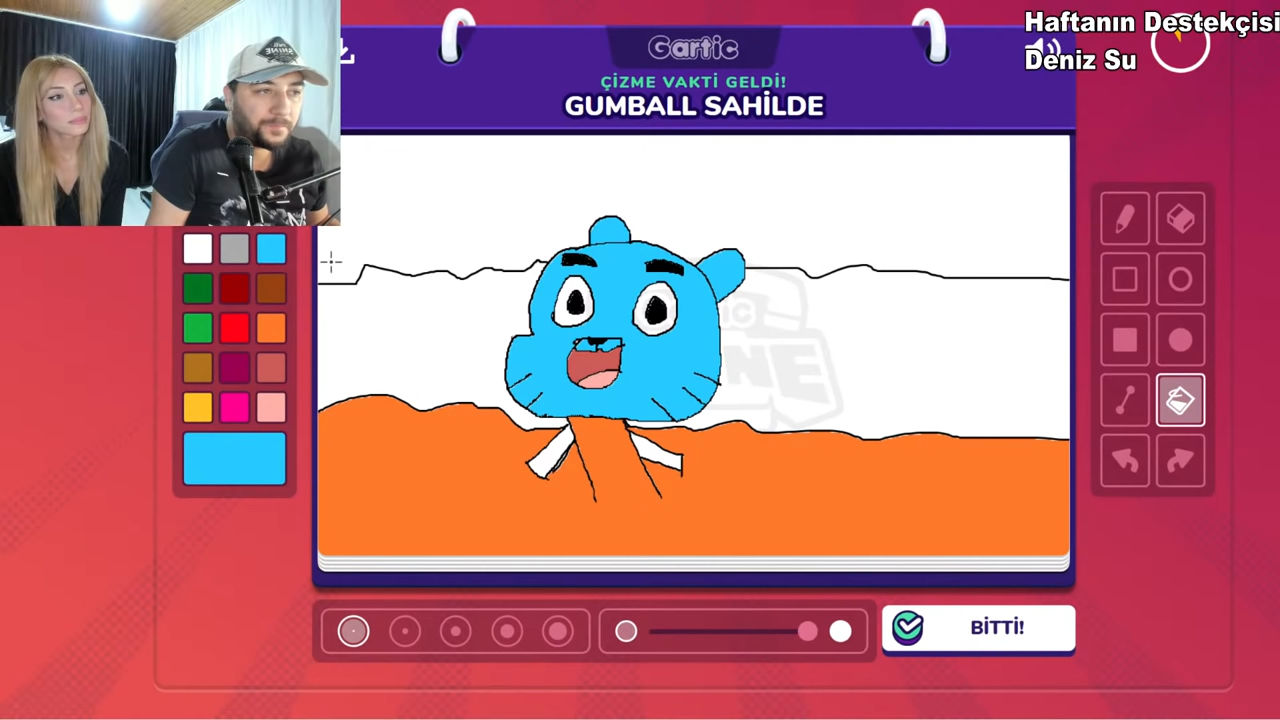 Haftanın Destekçisi
Deniz Su
Gartic
ÇİZME VAKTİ GELDİ!
GUMBALL SAHİLDE
BİTTİ!